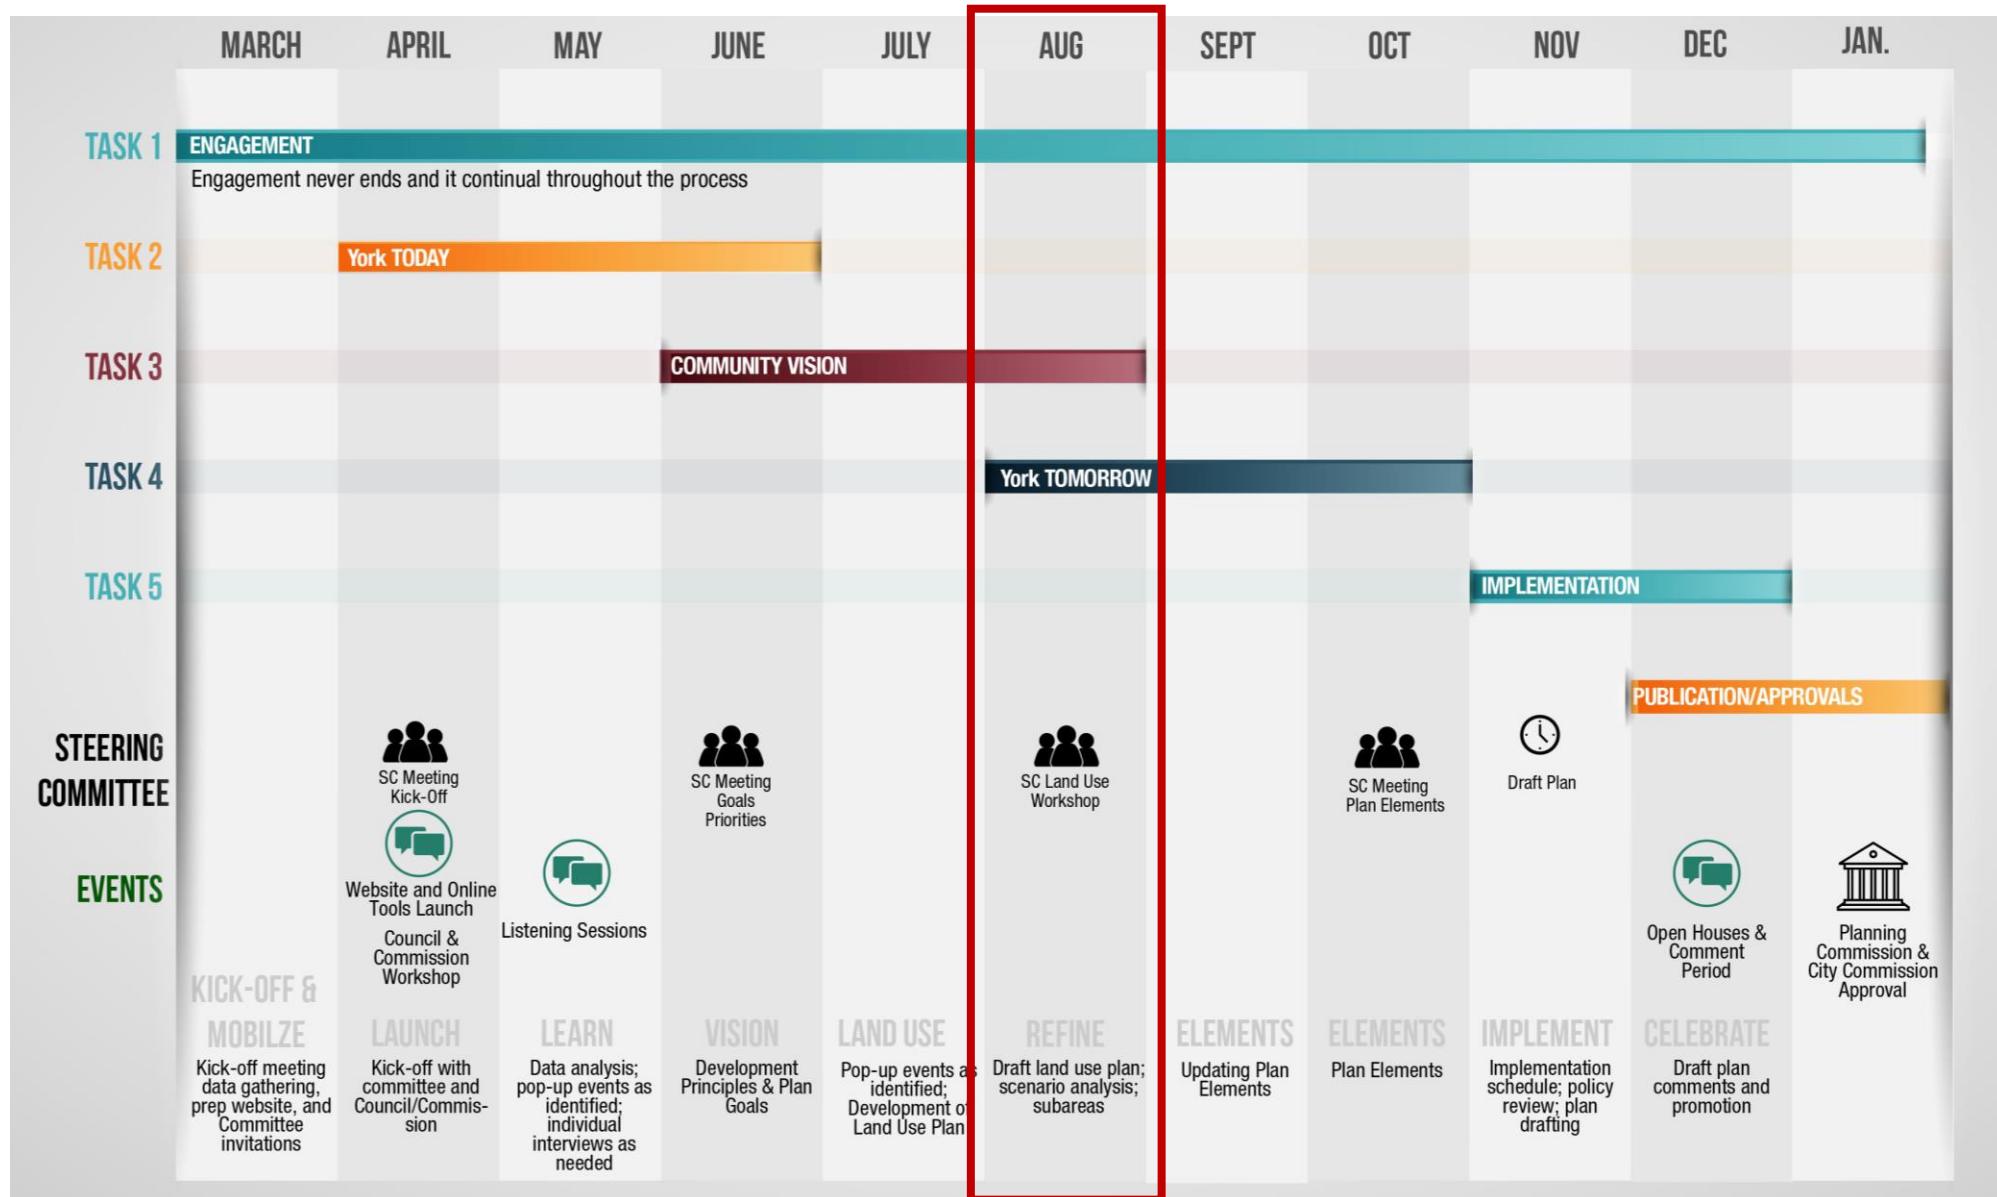 MARCH APRIL MAY JUNE JULY AUG SEPT OCT NOV DEC JAN.
TASK 1 ENGAGEMENT
Engagement never ends and it continual throughout the process
TASK 2 York TODAY
TASK 3 COMMUNITY VISION
TASK 4 York TOMORROW
TASK 5 IMPLEMENTATION
PUBLICATION/APPROVALS
STEERING
COMMITTEE
SC Meeting
Kick-Off
SC Meeting
Goals
Priorities
SC Land Use
Workshop
SC Meeting
Plan Elements
Draft Plan
EVENTS
Website and Online
Tools Launch
Council &
Commission
Workshop
Listening Sessions
Open Houses &
Comment
Period
Planning
Commission &
City Commission
Approval
KICK-OFF &
MOBILZE
Kick-off meeting
data gathering,
prep website, and
Committee
invitations
LAUNCH
Kick-off with
committee and
Council/Commis-
sion
LEARN
Data analysis;
pop-up events as
identified;
individual
interviews as
needed
VISION
Development
Principles & Plan
Goals
LAND USE
Pop-up events as
identified;
Development of
Land Use Plan
REFINE
Draft land use plan;
scenario analysis;
subareas
ELEMENTS
Updating Plan
Elements
ELEMENTS
Plan Elements
IMPLEMENT
Implementation
schedule; policy
review; plan
drafting
CELEBRATE
Draft plan
comments and
promotion